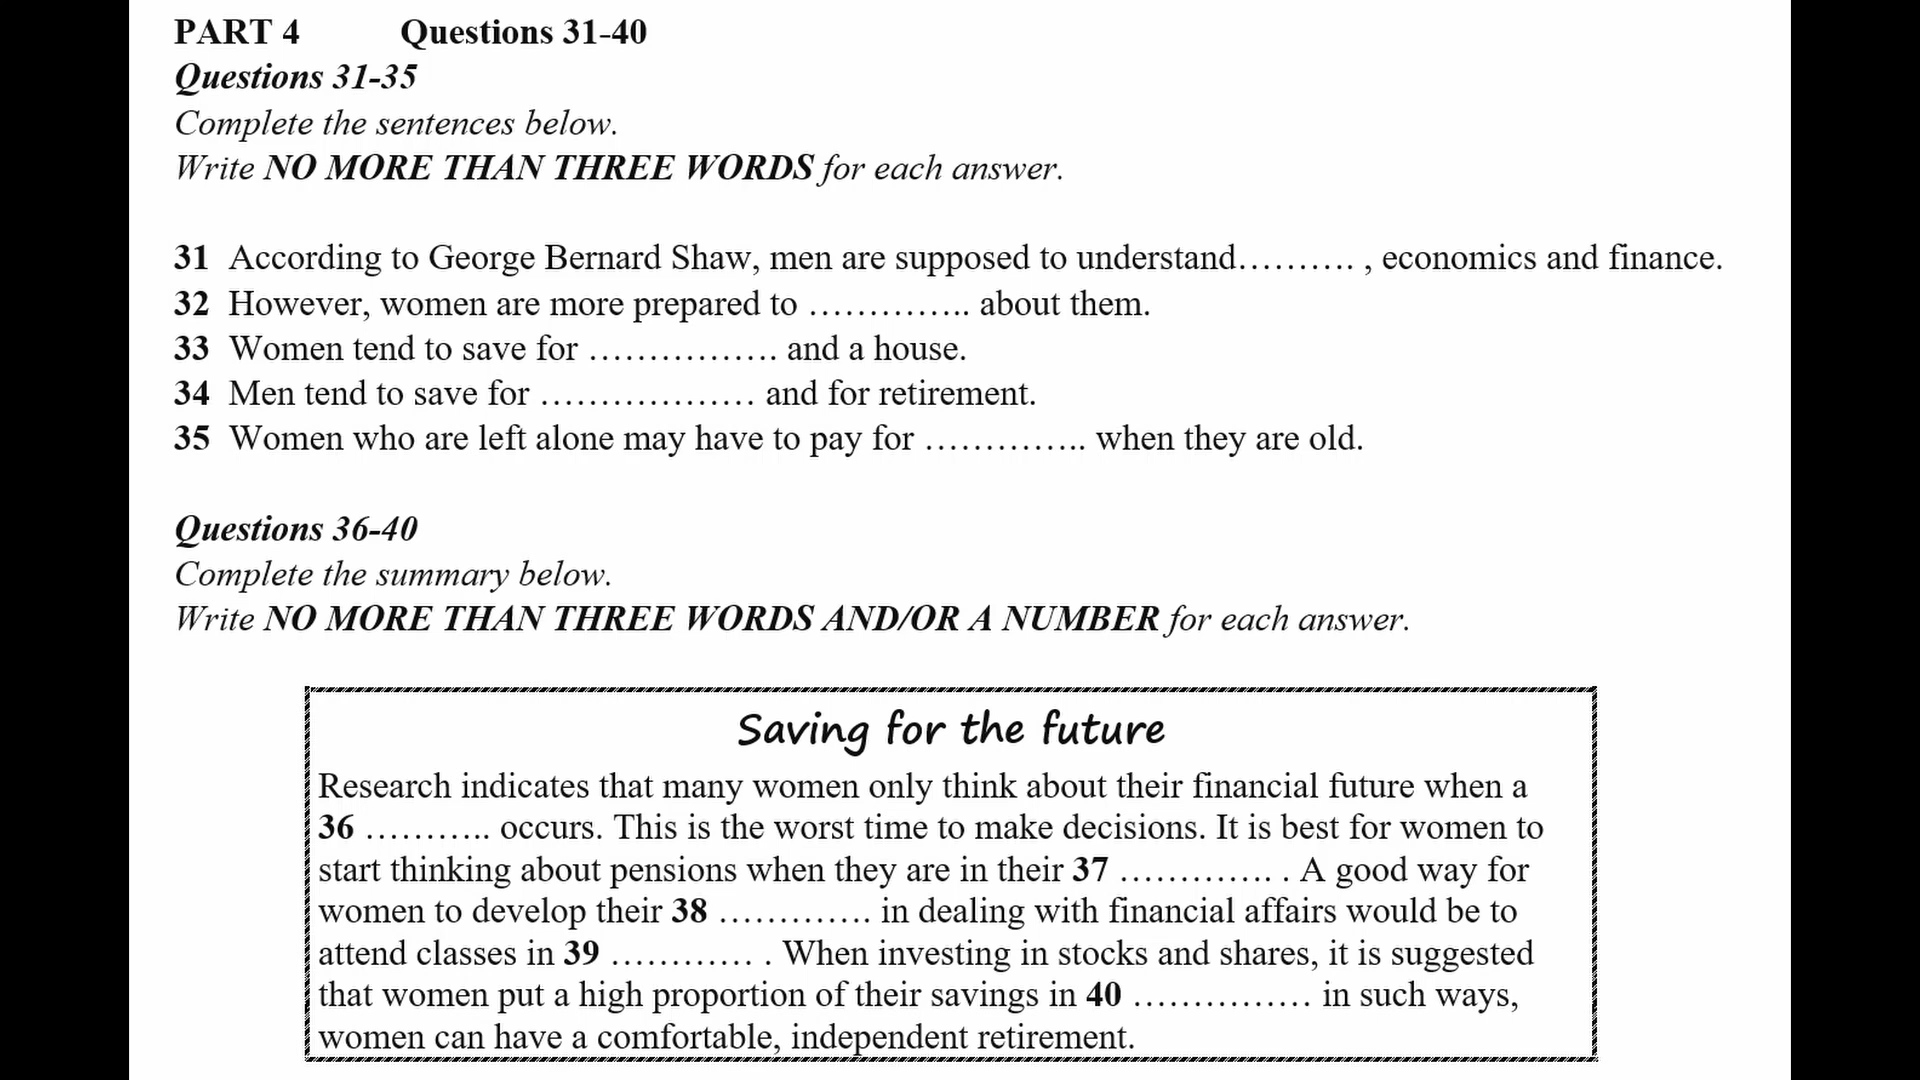 PART 4 Questions 31-40
Questions 31-35
Complete the sentences below.
Write NO MORE THAN THREE WORDS for each answer.
31 According to George Bernard Shaw, men are supposed to understand………. , economics and finance.
32 However, women are more prepared to ………….. about them.
33 Women tend to save for ……………. and a house.
34 Men tend to save for ……………… and for retirement.
35 Women who are left alone may have to pay for ………….. when they are old.
Questions 36-40
Complete the summary below.
Write NO MORE THAN THREE WORDS AND/OR A NUMBER for each answer.
Saving for the future
Research indicates that many women only think about their financial future when a
36 ……….. occurs. This is the worst time to make decisions. It is best for women to
start thinking about pensions when they are in their 37 …………. . A good way for
women to develop their 38 …………. in dealing with financial affairs would be to
attend classes in 39 ………… . When investing in stocks and shares, it is suggested
that women put a high proportion of their savings in 40 …………… in such ways,
women can have a comfortable, independent retirement.